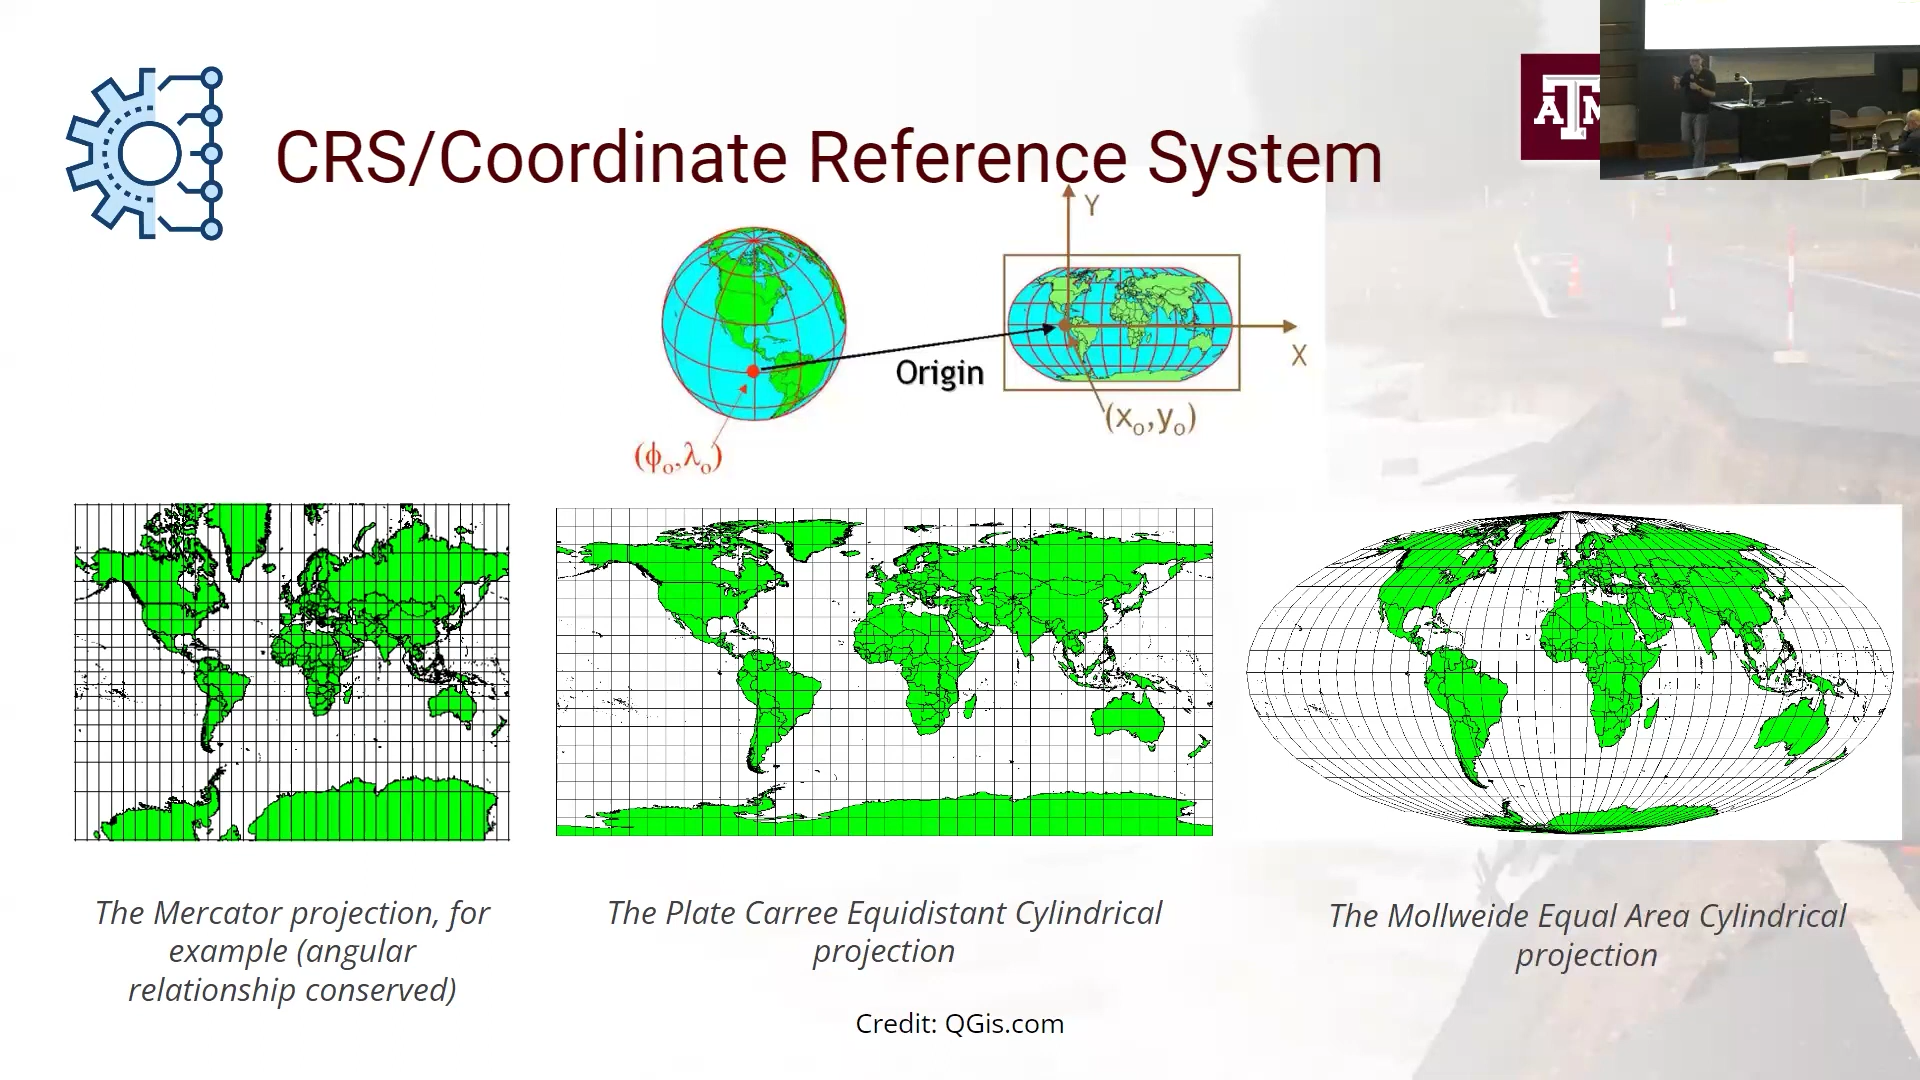 CRS/Coordinate Reference System
ATM
Y
Origin
X
(xo,yo)
(ϕo,λo)
The Mercator projection, for
example (angular
relationship conserved)
The Plate Carree Equidistant Cylindrical
projection
The Mollweide Equal Area Cylindrical
projection
Credit: QGis.com